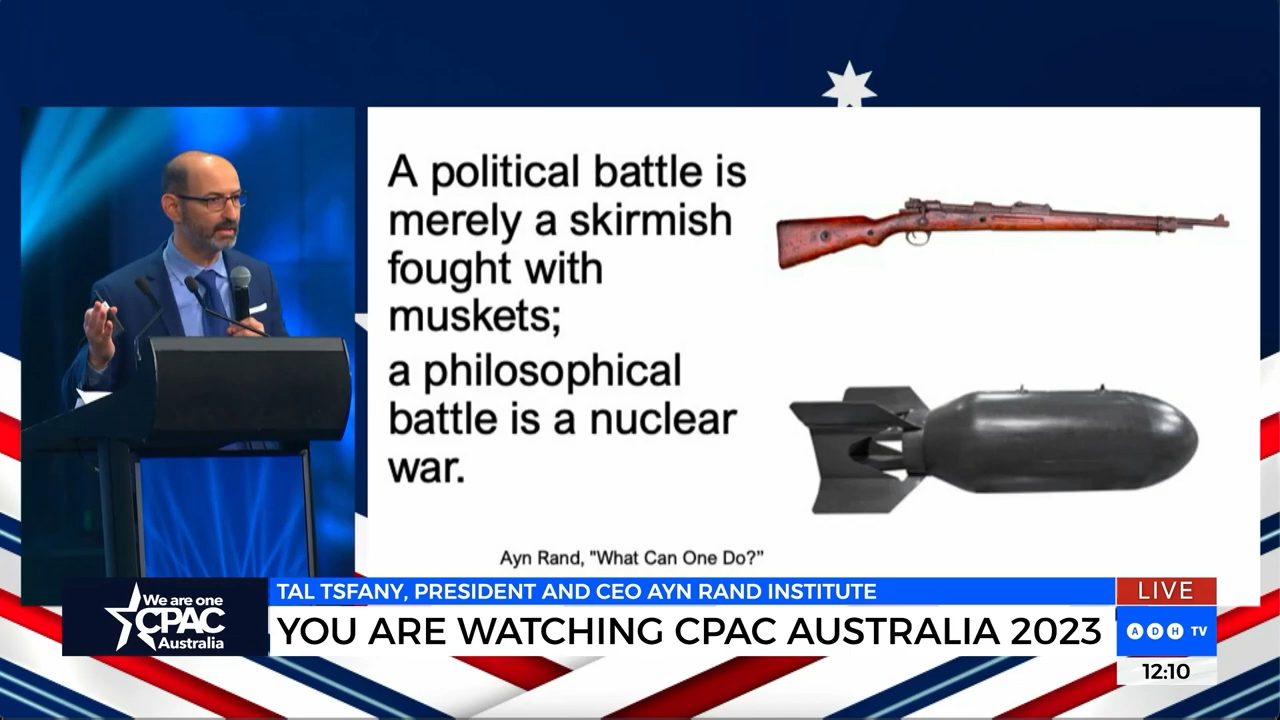 A political battle is
merely a skirmish
fought with
muskets;
a philosophical
battle is a nuclear
war.
Ayn Rand, "What Can One Do?”
TAL TSFANY, PRESIDENT AND CEO AYN RAND INSTITUTE
LIVE
We are one
CPAC
Australia
YOU ARE WATCHING CPAC AUSTRALIA 2023
ADH TV
12:10